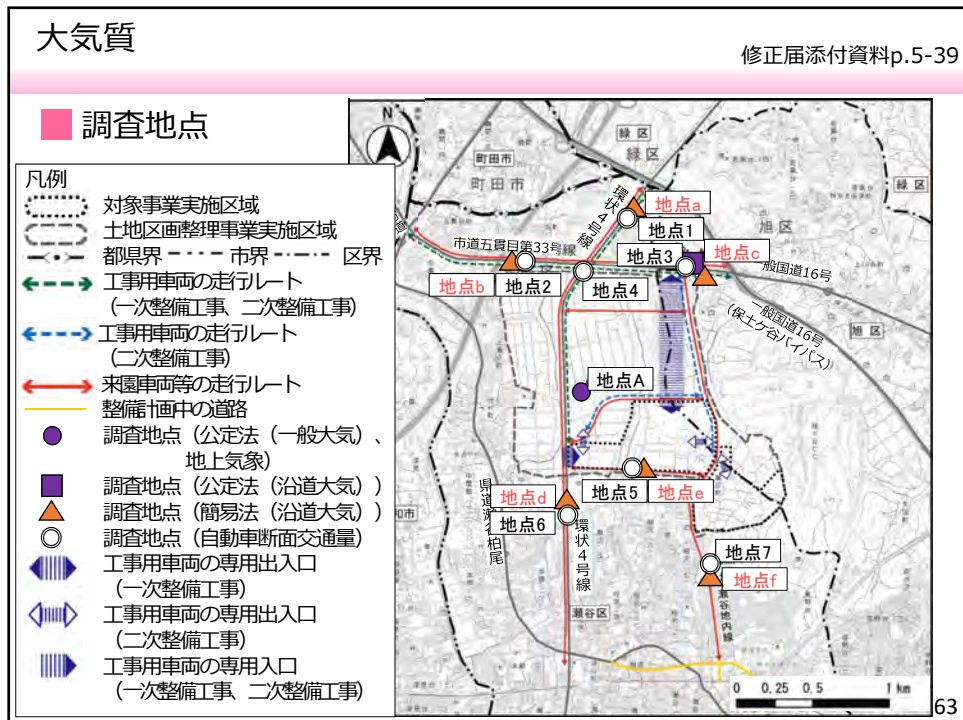 大気質
修正届添付資料p.5-39
調査地点
凡例
対象事業実施区域
土地区画整理事業実施区域
都県界
市界
区界
工事用車両の走行ルート
（一次整備工事、二次整備工事）
工事用車両の走行ルート
（二次整備工事）
来園車両等の走行ルート
整備計画中の道路
調査地点（公定法（一般大気）、
地上気象）
調査地点（公定法（沿道大気））
調査地点（簡易法（沿道大気））
調査地点（自動車断面交通量）
工事用車両の専用出入口
（一次整備工事）
工事用車両の専用出入口
（二次整備工事）
工事用車両の専用入口
（一次整備工事、二次整備工事）
N
緑区
緑区
町田市
町田市
緑区
環状4号線
地点a
地点1
旭区
市道五貫目第33号線
地点3
地点c
一般国道16号
地点b
地点2
地点4
一般国道16号
（保土ケ谷バイパス）
旭区
地点A
地点5
地点e
地点d
地点6
県道瀬谷柏尾
環状4号線
地点7
地点f
瀬谷地内線
瀬谷区
和市
0 0.25 0.5 1 km
63